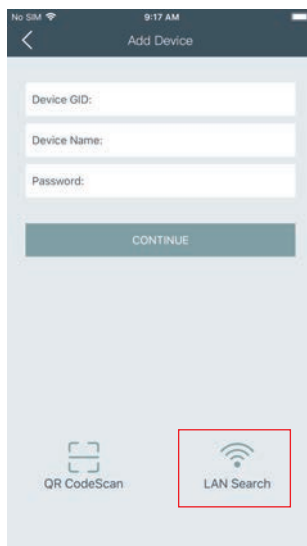 No SIM 9:17 AM
Add Device
Device GID:
Device Name:
Password:
CONTINUE
QR CodeScan LAN Search